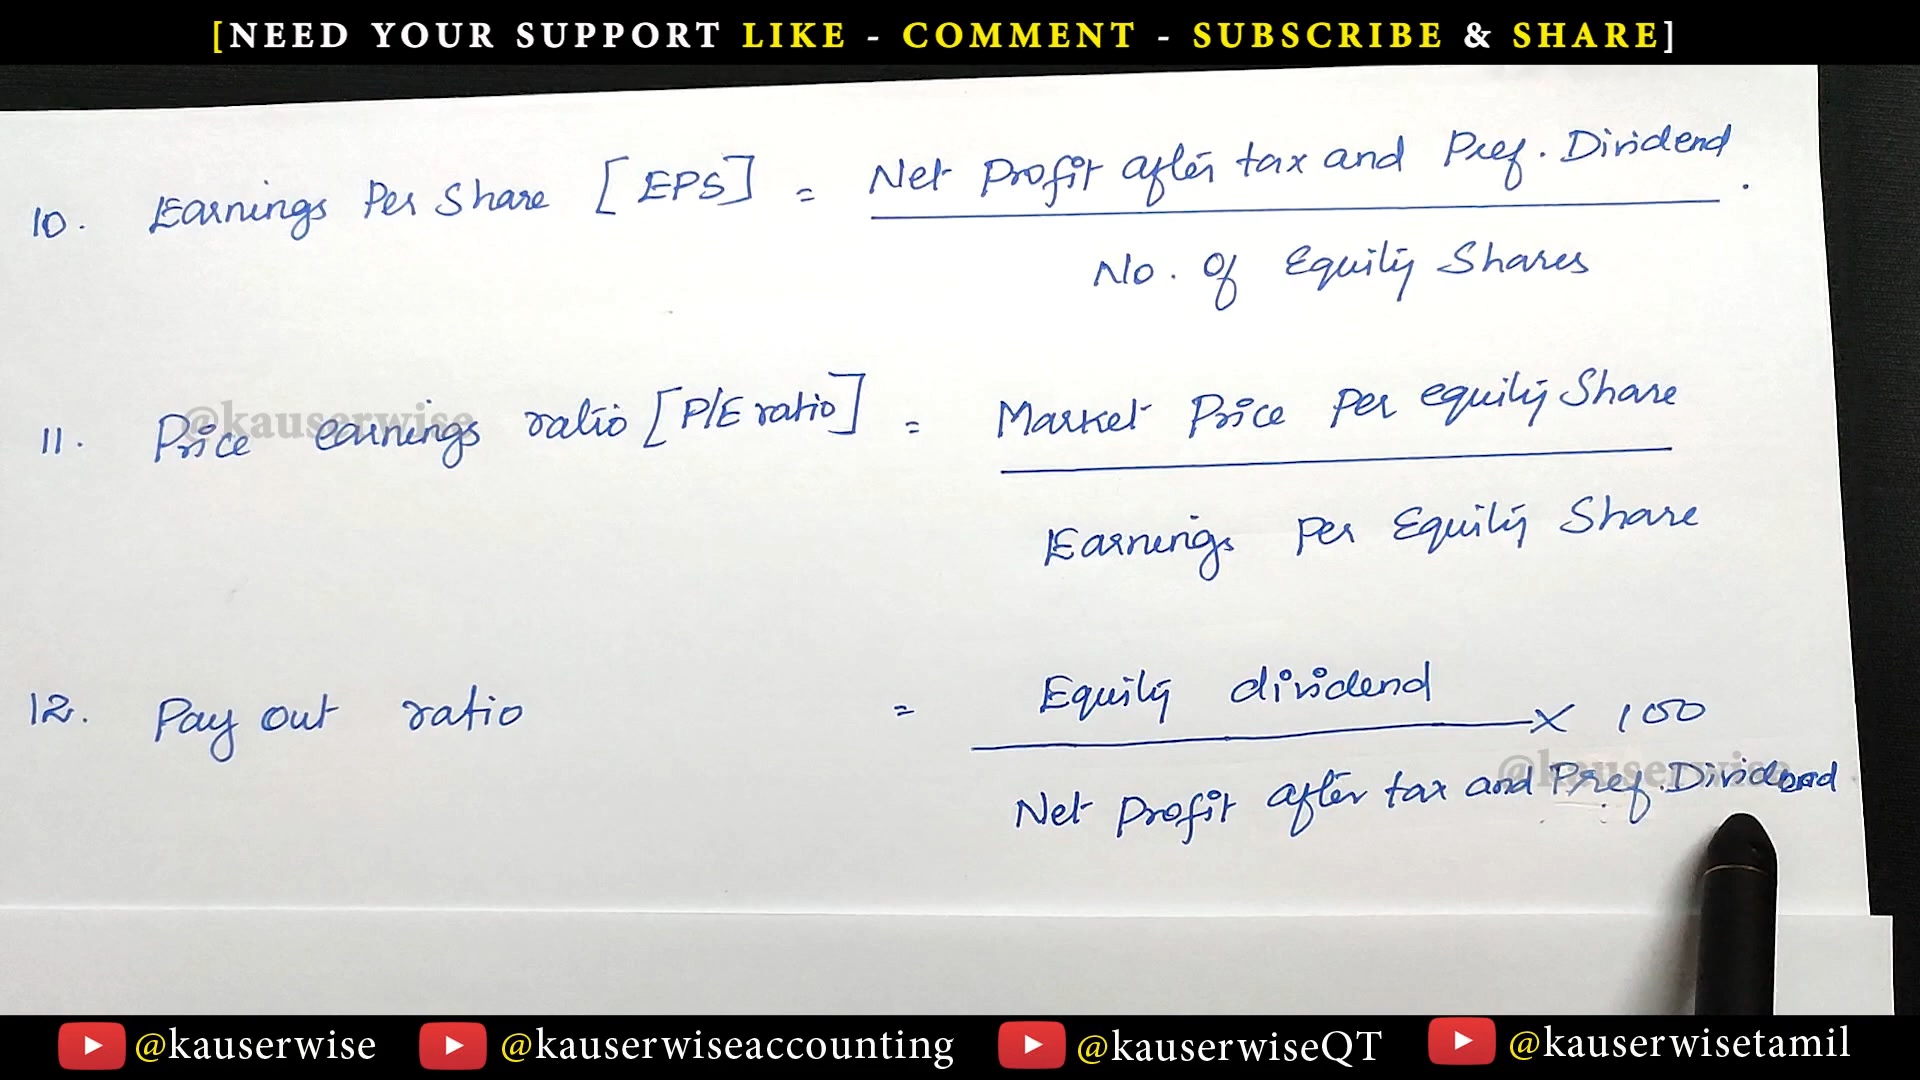 [NEED YOUR SUPPORT LIKE - COMMENT - SUBSCRIBE & SHARE]
10. Earnings Per Share [EPS] = Net Profit after tax and Pref. Dividend.
No. of Equity Shares
@kauserwise
11. Price earnings ratio [P/E ratio] = Market Price Per equity Share
Earnings Per Equity Share
12. Pay out ratio = Equity dividend X 100
@kauserwise
Net Profit after tax and Pref. Dividend
@kauserwise @kauserwiseaccounting @kauserwiseQT @kauserwisetamil